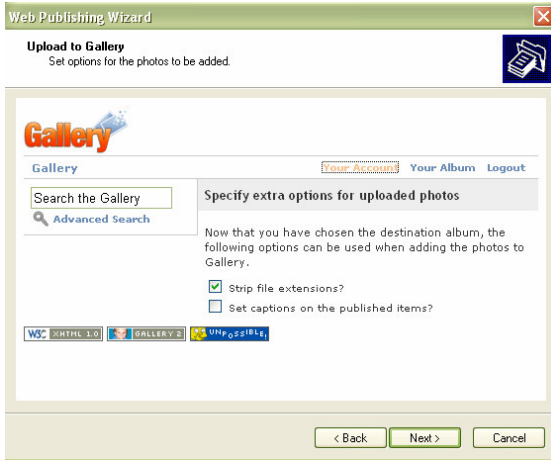 Web Publishing Wizard
Upload to Gallery
Set options for the photos to be added.
Gallery
Gallery
Your Account Your Album Logout
Search the Gallery
Advanced Search
Specify extra options for uploaded photos
Now that you have chosen the destination album, the
following options can be used when adding the photos to
Gallery.
Strip file extensions?
Set captions on the published items?
W3C XHTML 1.0 GALLERY 2 UNPOSSIBLE,
< Back Next > Cancel